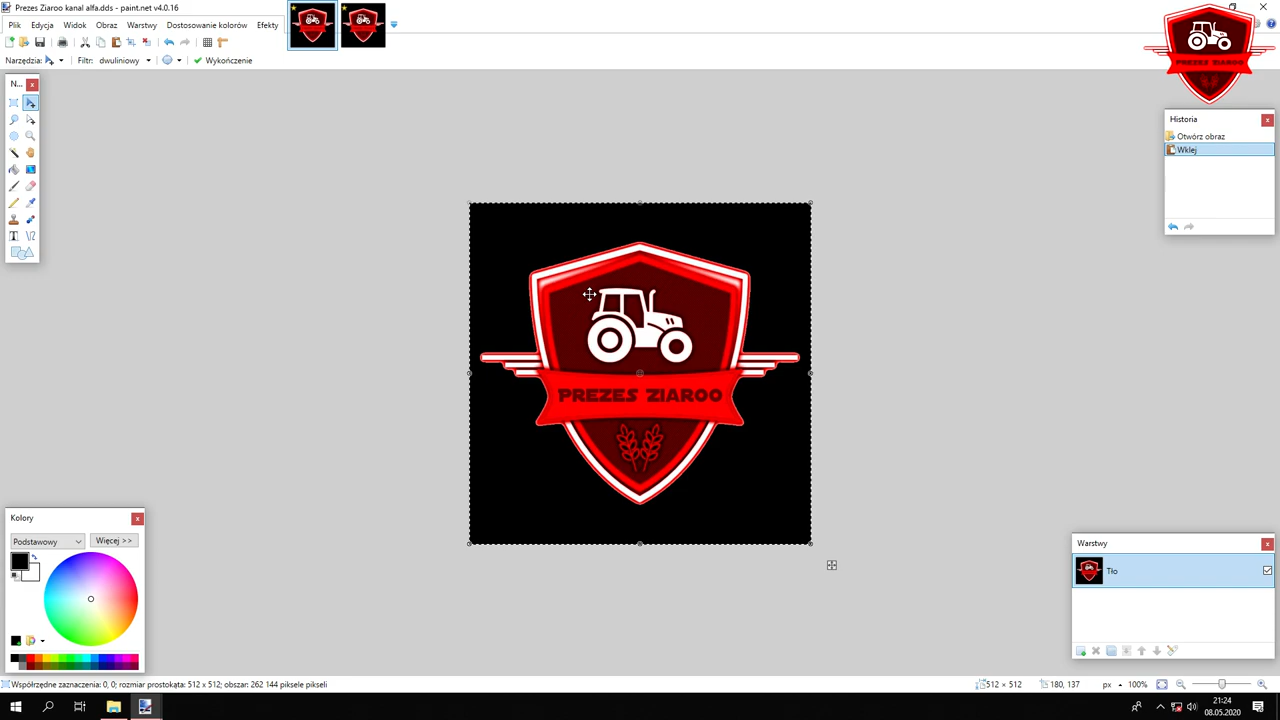 Prezes Ziaroo kanal alfa.dds - paint.net v4.0.16
Plik Edycja Widok Obraz Warstwy Dostosowanie kolorów Efekty
Narzędzia: Filtr: dwuliniowy Wykończenie
N...
PREZES ZIAROO
Historia
Otwórz obraz
Wklej
PREZES ZIAROO
Kolory
Podstawowy Więcej >>
Warstwy
Tło
Współrzędne zaznaczenia: 0, 0; rozmiar prostokąta: 512 x 512; obszar: 262 144 piksele pikseli 512 × 512 180, 137 px 100%
21:24
08.05.2020